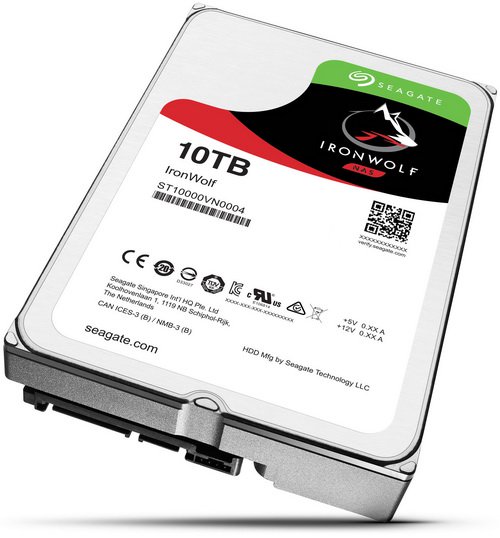 SEAGATE
IRONWOLF
NAS
10TB
IronWolf
ST10000VN0004
XXXXXXXXXXXX
verify.seagate.com
Seagate Singapore Int'l HQ Pte. Ltd
Koolhovenlaan 1, 1119 NB Schiphol-Rijk,
The Netherlands
CAN ICES-3 (B) / NMB-3 (B)
+5V 0.XX A
+12V 0.XX A
seagate.com
HDD Mfg by Seagate Technology LLC